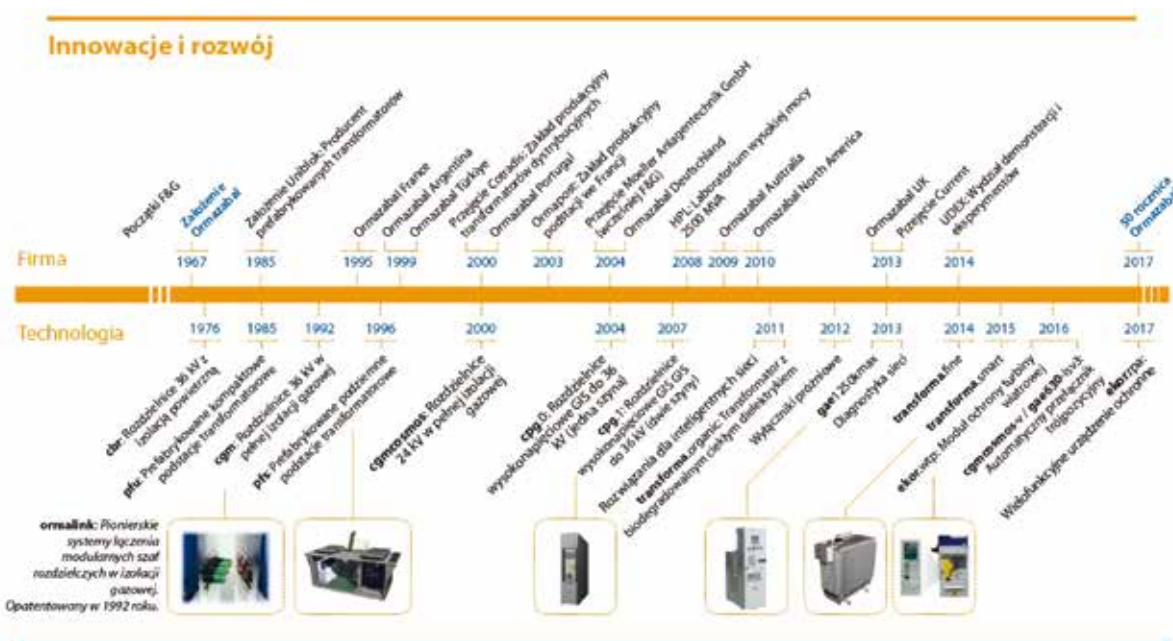 Innowacje i rozwój
Początki F&G
Założenie
Ormazabal
Założenie Uniblok: Producent
prefabrykowanych transformatorów
Ormazabal France
Ormazabal Argentina
Ormazabal Türkiye
Przejęcie Cotradis: Zakład produkcyjny
transformatorów dystrybucyjnych
Ormazabal Portugal
Ormapost: Zakład produkcyjny
podstacji we Francji
Przejęcie Moeller Anlagentechnik GmbH
(wcześniej F&G)
Ormazabal Deutschland
HPL: Laboratorium wysokiej mocy
2500 MVA
Ormazabal Australia
Ormazabal North America
Ormazabal UK
Przejęcie Current
UDEX: Wydział demonstracji i
eksperymentów
50 rocznica
Ormazabal
Firma
1967 1985 1995 1999 2000 2003 2004 2008 2009 2010 2013 2014 2017
Technologia
1976 1985 1992 1996 2000 2004 2007 2011 2012 2013 2014 2015 2016 2017
cbr: Rozdzielnice 36 kV z
izolacją powietrzną
pfu: Prefabrykowane kompaktowe
podstacje transformatorowe
cgm: Rozdzielnice 36 kV w
pełnej izolacji gazowej
pfs: Prefabrykowane podziemne
podstacje transformatorowe
cgmcosmos: Rozdzielnice
24 kV w pełnej izolacji
gazowej
cpg.0: Rozdzielnice
wysokonapięciowe GIS do 36
kV (jedna szyna)
cpg.1: Rozdzielnice
wysokonapięciowe GIS GIS
do 36 kV (dwie szyny)
Rozwiązania dla inteligentnych sieci
transforma.organic: Transformator z
biodegradowalnym ciekłym dielektrykiem
Wyłączniki próżniowe
gae1250kmax
Diagnostyka sieci
transforma.fine
transforma.smart
ekor.wtp: Moduł ochrony turbiny
wiatrowej
cgmcosmos-v / gae630-lsv3:
Automatyczny przełącznik
trójpozycyjny
ekor.rpa:
Wielofunkcyjne urządzenie ochronne
ormalink: Pionierskie
systemy łączenia
modularnych szaf
rozdzielczych w izolacji
gazowej.
Opatentowany w 1992 roku.